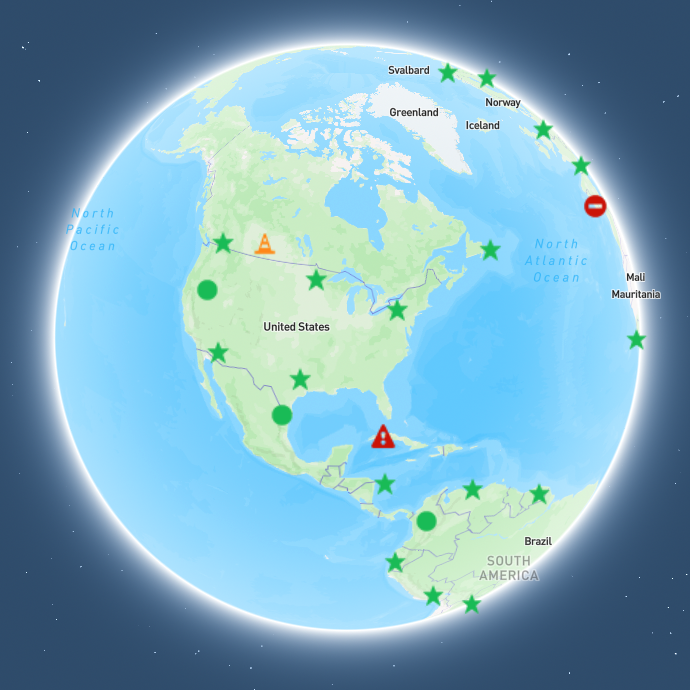 Svalbard
Greenland
Norway
Iceland
North
Pacific
Ocean
North
Atlantic
Ocean
Mali
Mauritania
United States
Brazil
SOUTH
AMERICA